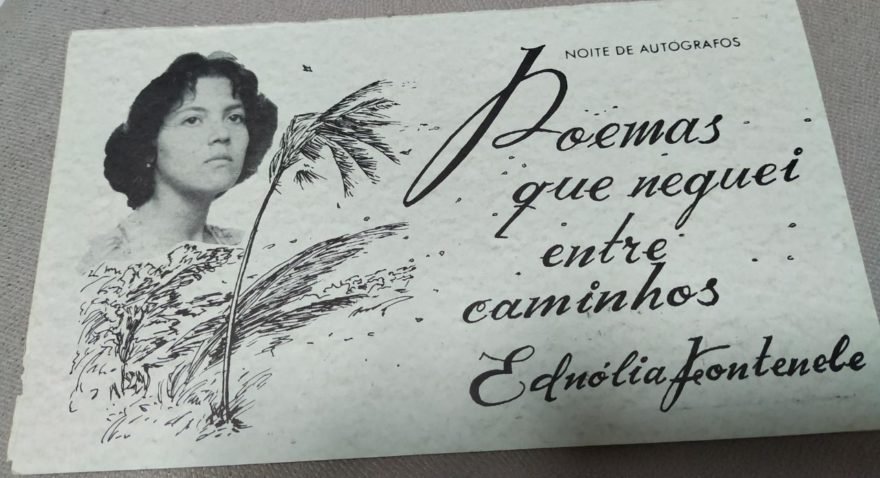 NOITE DE AUTÓGRAFOS
Poemas
que neguei
entre
caminhos
Ednólia Fontenele